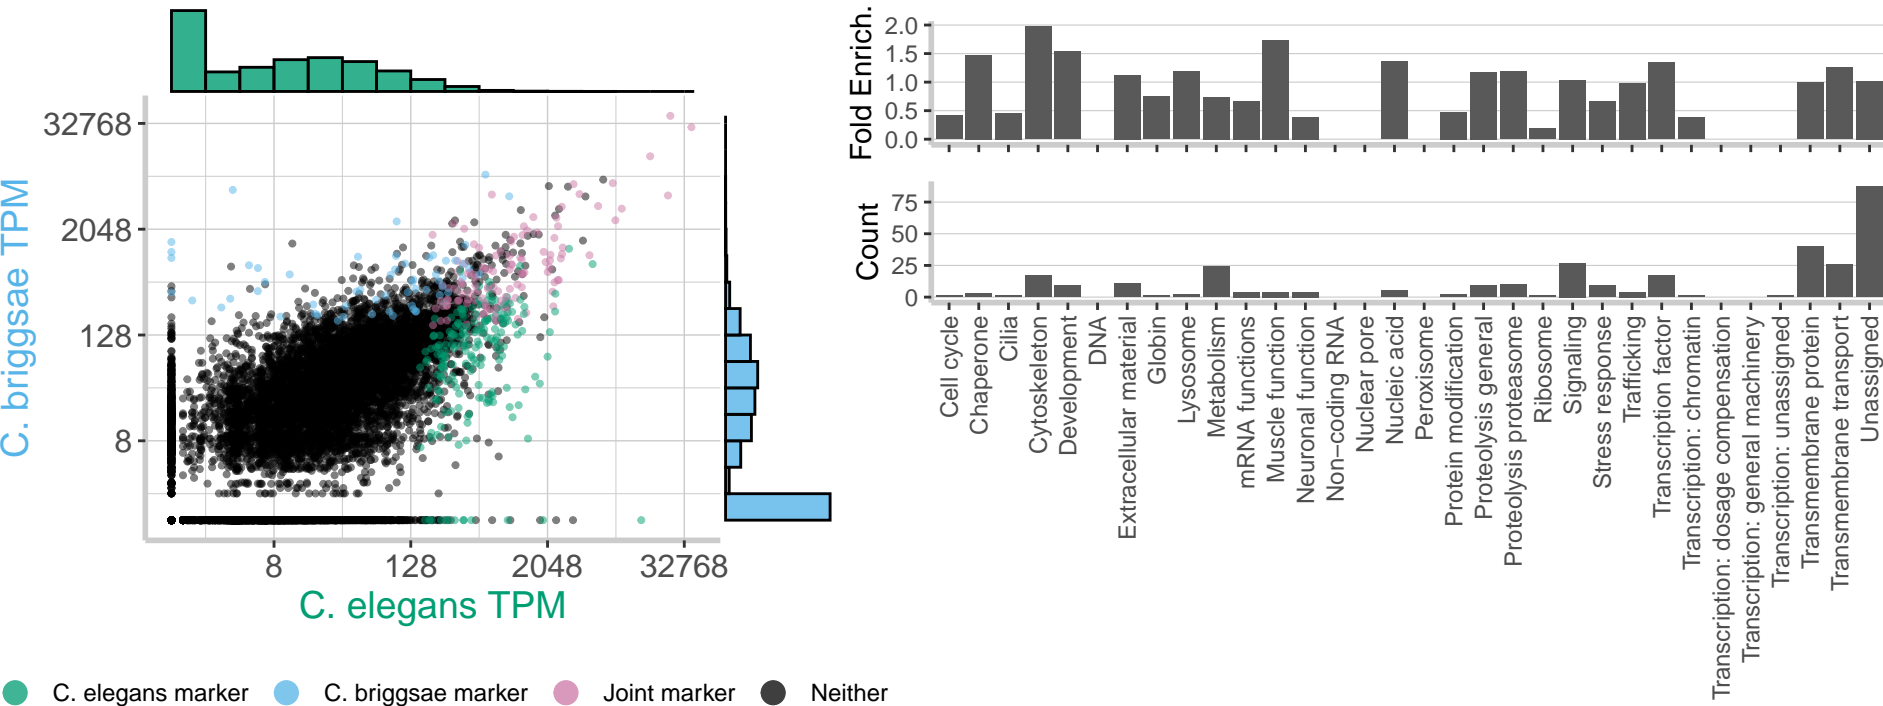 32768
2048
128
8
C. briggsae TPM
8
128
2048
32768
C. elegans TPM
C. elegans marker
C. briggsae marker
Joint marker
Neither
Fold Enrich.
2.0
1.5
1.0
0.5
0.0
Count
75
50
25
0
Cell cycle
Chaperone
Cilia
Cytoskeleton
Development
DNA
Extracellular material
Globin
Lysosome
Metabolism
mRNA functions
Muscle function
Neuronal function
Non−coding RNA
Nuclear pore
Nucleic acid
Peroxisome
Protein modification
Proteolysis general
Proteolysis proteasome
Ribosome
Signaling
Stress response
Trafficking
Transcription factor
Transcription: chromatin
Transcription: dosage compensation
Transcription: general machinery
Transcription: unassigned
Transmembrane protein
Transmembrane transport
Unassigned